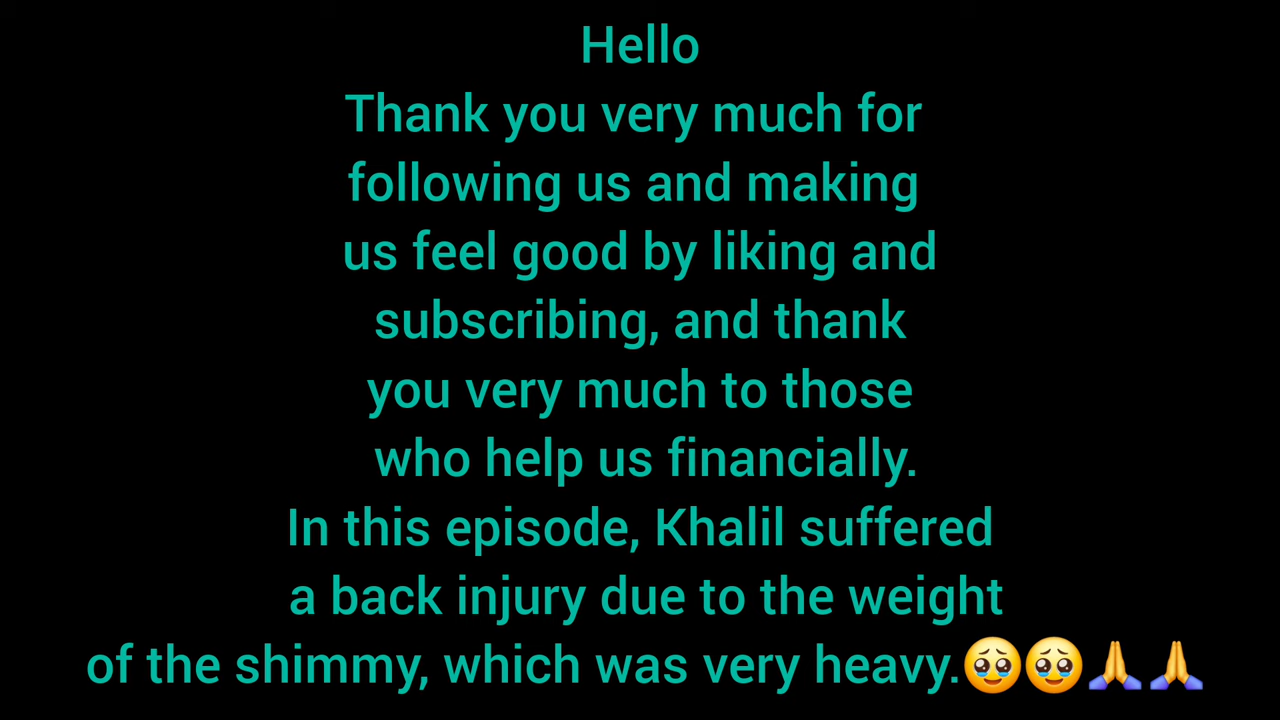 Hello
Thank you very much for
following us and making
us feel good by liking and
subscribing, and thank
you very much to those
who help us financially.
In this episode, Khalil suffered
a back injury due to the weight
of the shimmy, which was very heavy.🥹🥹🙏🙏